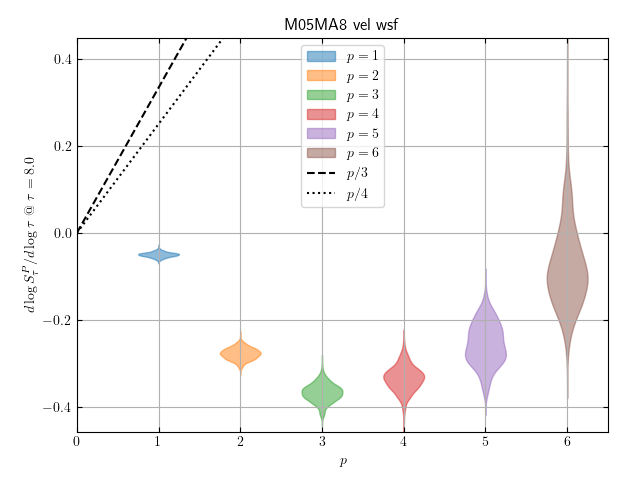 M05MA8 vel wsf
d log S_τ^p / d log τ @ τ = 8.0
0.4
0.2
0.0
−0.2
−0.4
p = 1
p = 2
p = 3
p = 4
p = 5
p = 6
p/3
p/4
0 1 2 3 4 5 6
p